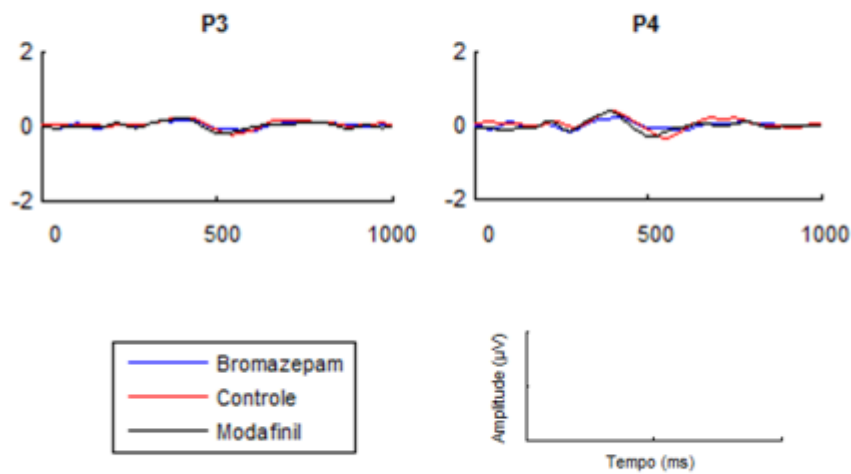 P3
2
0
-2
0 500 1000
P4
2
0
-2
0 500 1000
Bromazepam
Controle
Modafinil
Amplitude (µV)
Tempo (ms)